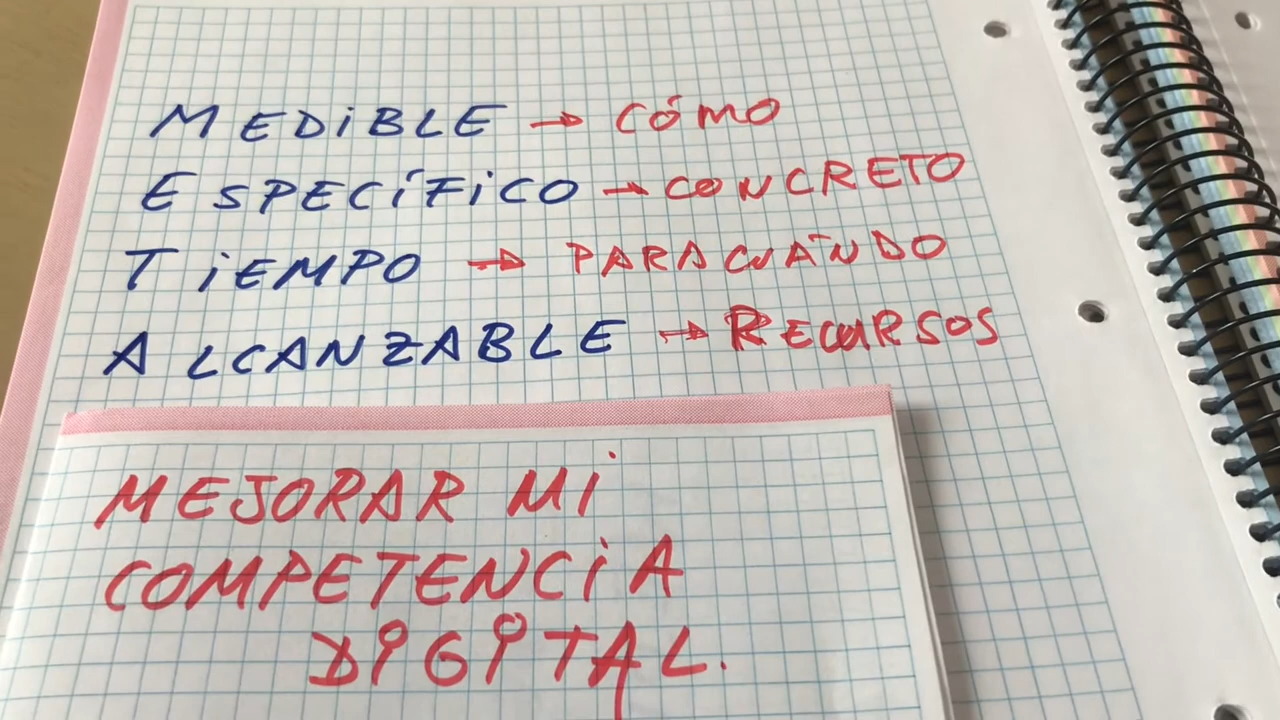 MEDiBLE → CÓMO
ESPECÍFiCO → CONCRETO
TiEMPO → PARA CUÁNDO
ALCANZABLE → RECURSOS
MEJORAR Mi
COMPETENCiA
DiGiTAL.